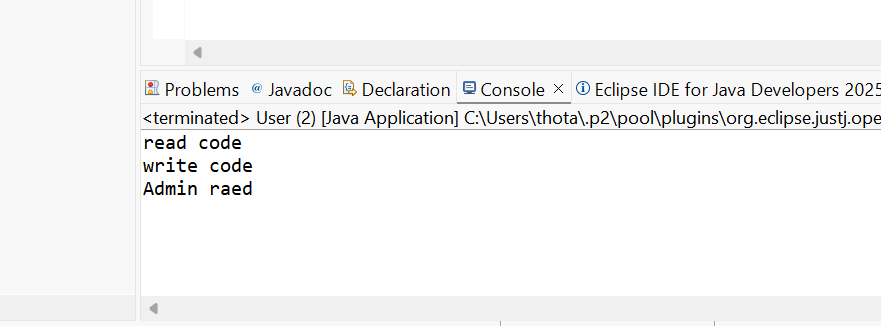 Problems @ Javadoc Declaration Console Eclipse IDE for Java Developers 2025
<terminated> User (2) [Java Application] C:\Users\thota\.p2\pool\plugins\org.eclipse.justj.ope
read code
write code
Admin raed